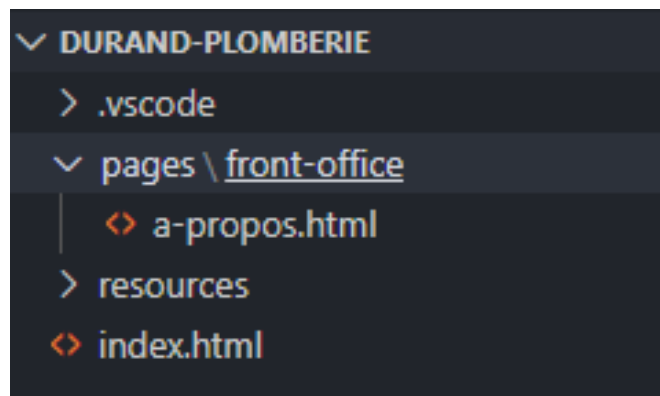 DURAND-PLOMBERIE
.vscode
pages \ front-office
a-propos.html
resources
index.html